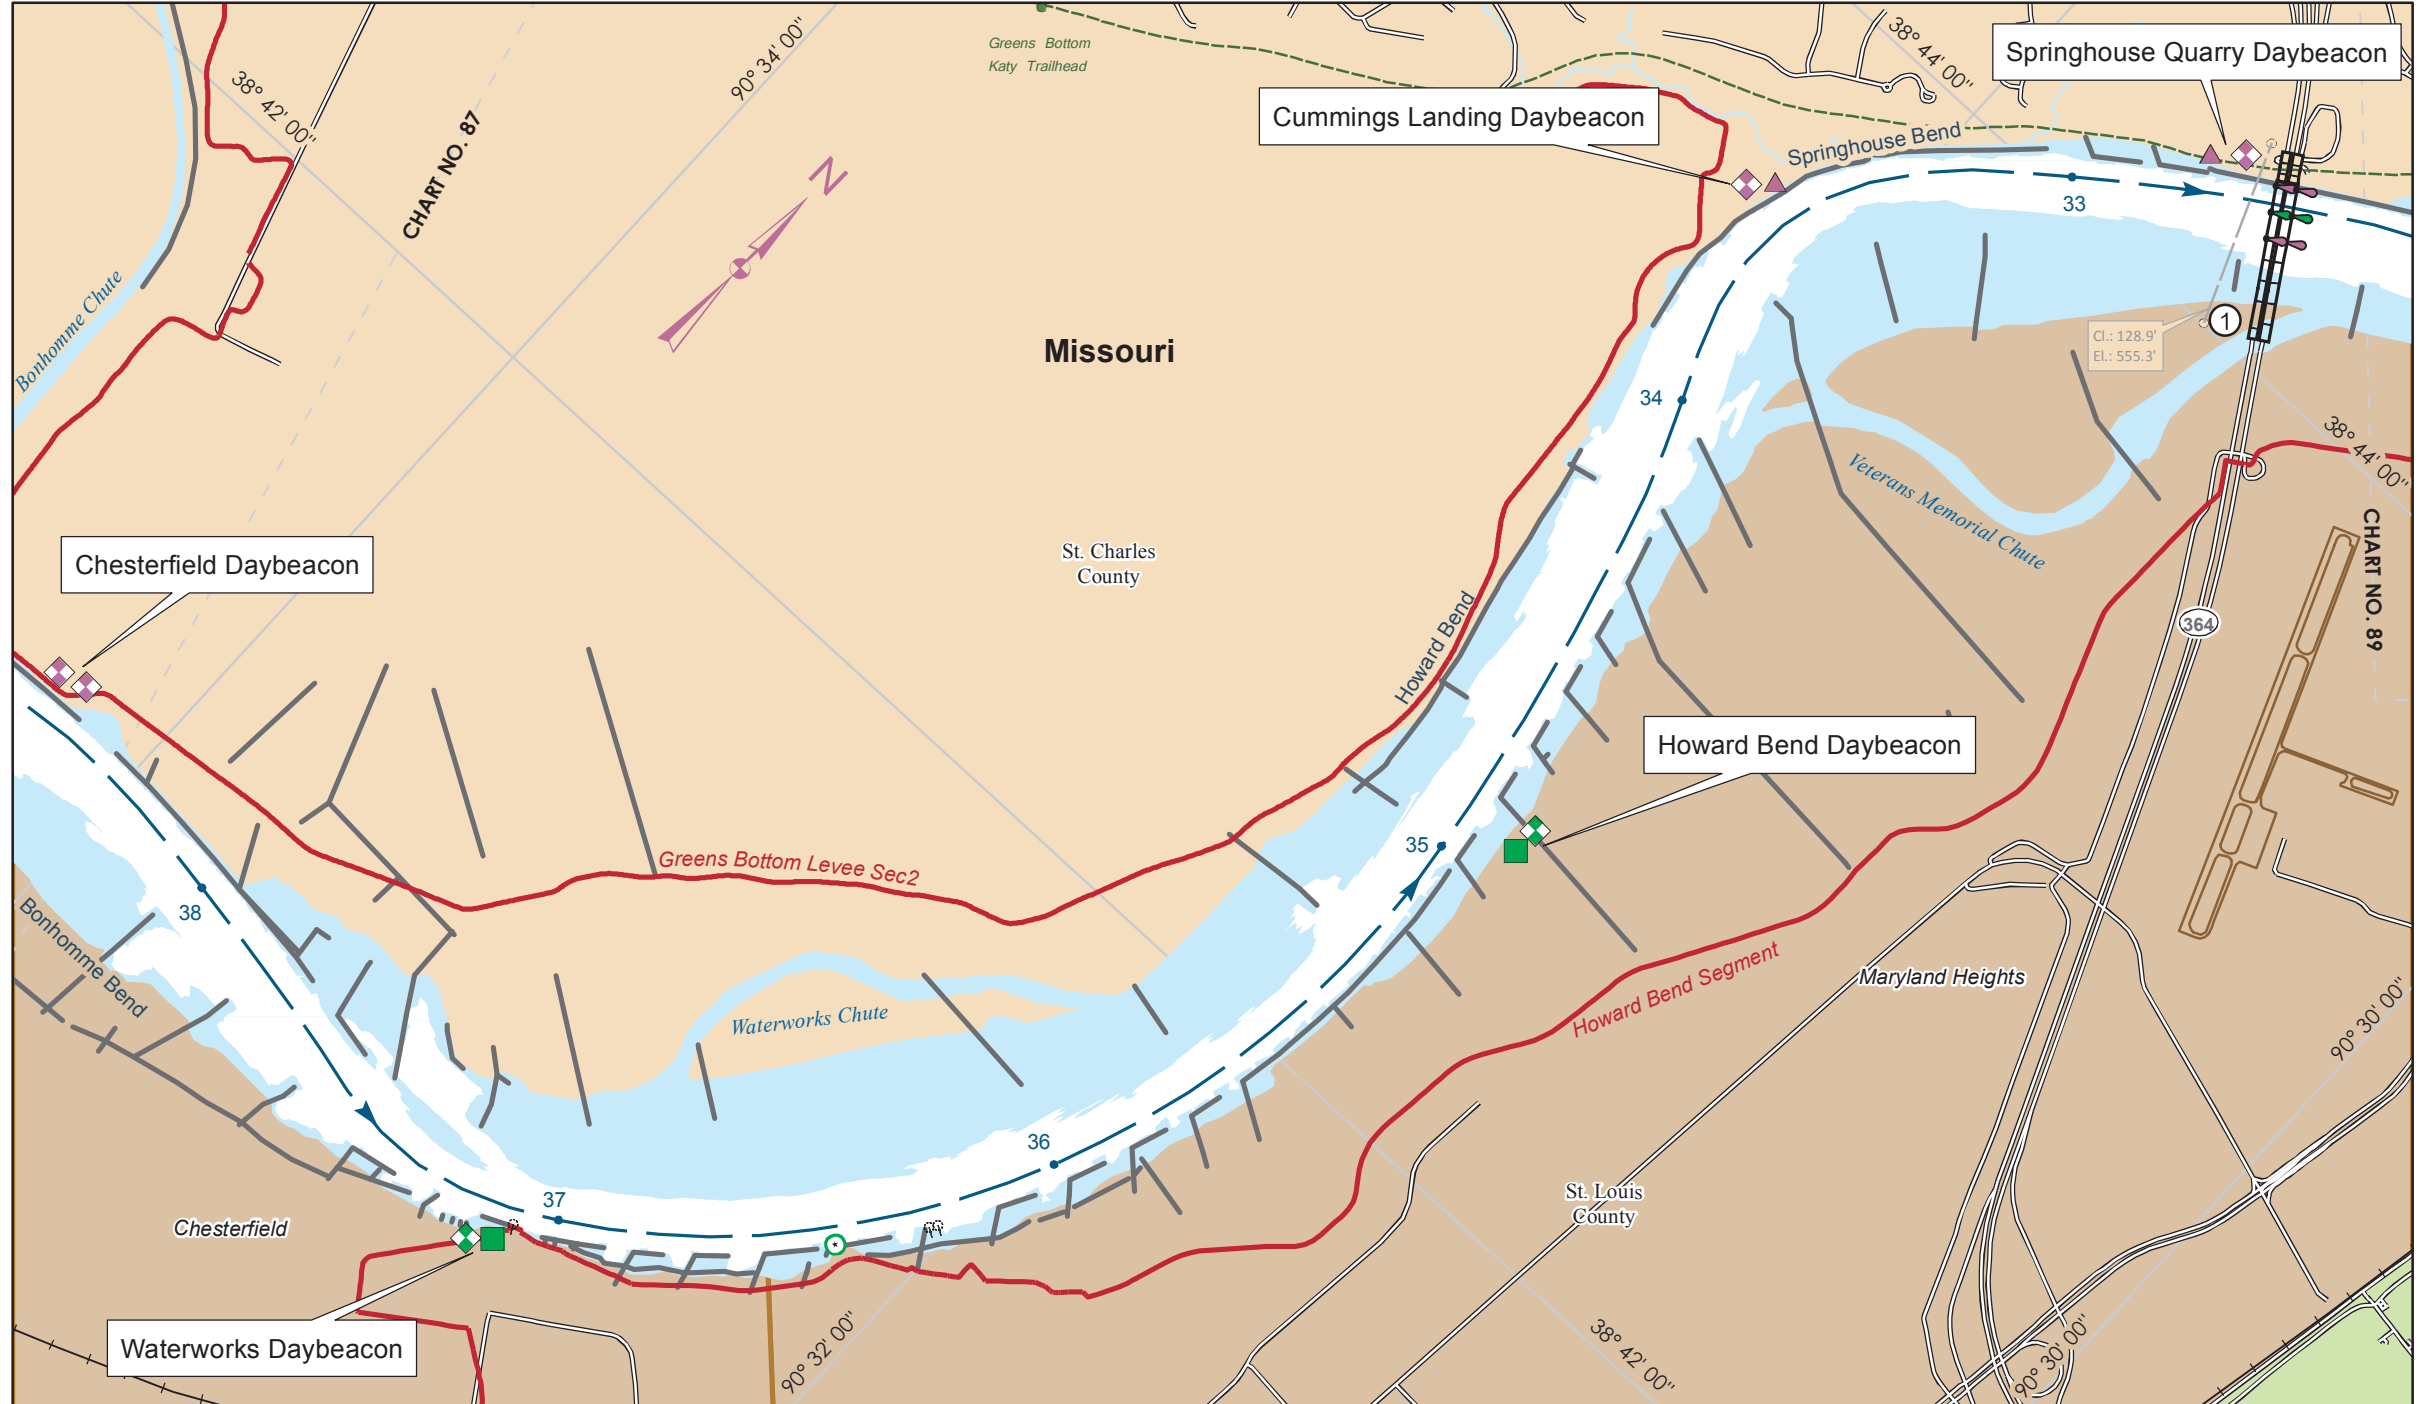 Greens Bottom
Katy Trailhead
38° 44' 00"
Springhouse Quarry Daybeacon
90° 34' 00"
38° 42' 00"
CHART NO. 87
Cummings Landing Daybeacon
Springhouse Bend
N
33
Bonhomme Chute
Missouri
1
Cl.: 128.9'
El.: 555.3'
34
38° 44' 00"
Veterans Memorial Chute
St. Charles
County
Chesterfield Daybeacon
CHART NO. 89
364
Howard Bend
Howard Bend Daybeacon
35
Greens Bottom Levee Sec2
38
Bonhomme Bend
Howard Bend Segment
Maryland Heights
Waterworks Chute
90° 30' 00"
36
37
St. Louis
County
Chesterfield
Waterworks Daybeacon
90° 32' 00"
38° 42' 00"
90° 30' 00"